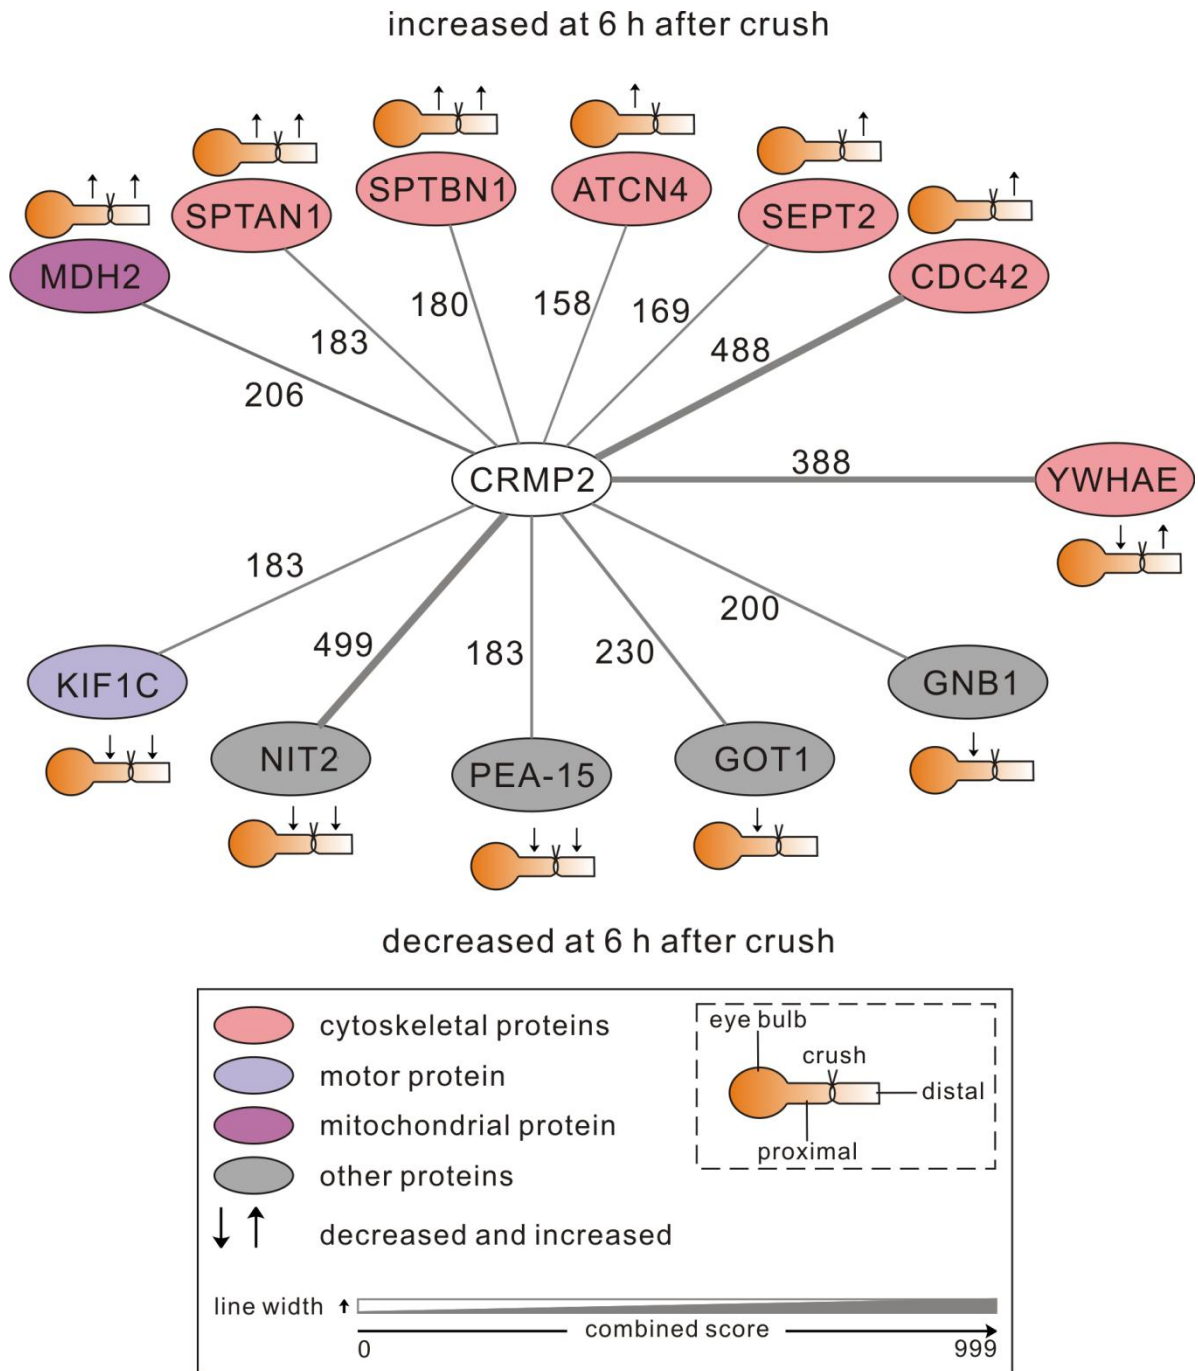 increased at 6 h after crush
SPTBN1
ATCN4
SPTAN1
SEPT2
MDH2
CDC42
180
158
169
183
488
206
388
CRMP2
YWHAE
183
200
499
183
230
KIF1C
GNB1
NIT2
PEA-15
GOT1
decreased at 6 h after crush
cytoskeletal proteins
motor protein
mitochondrial protein
other proteins
decreased and increased
eye bulb
crush
distal
proximal
line width
combined score
0
999